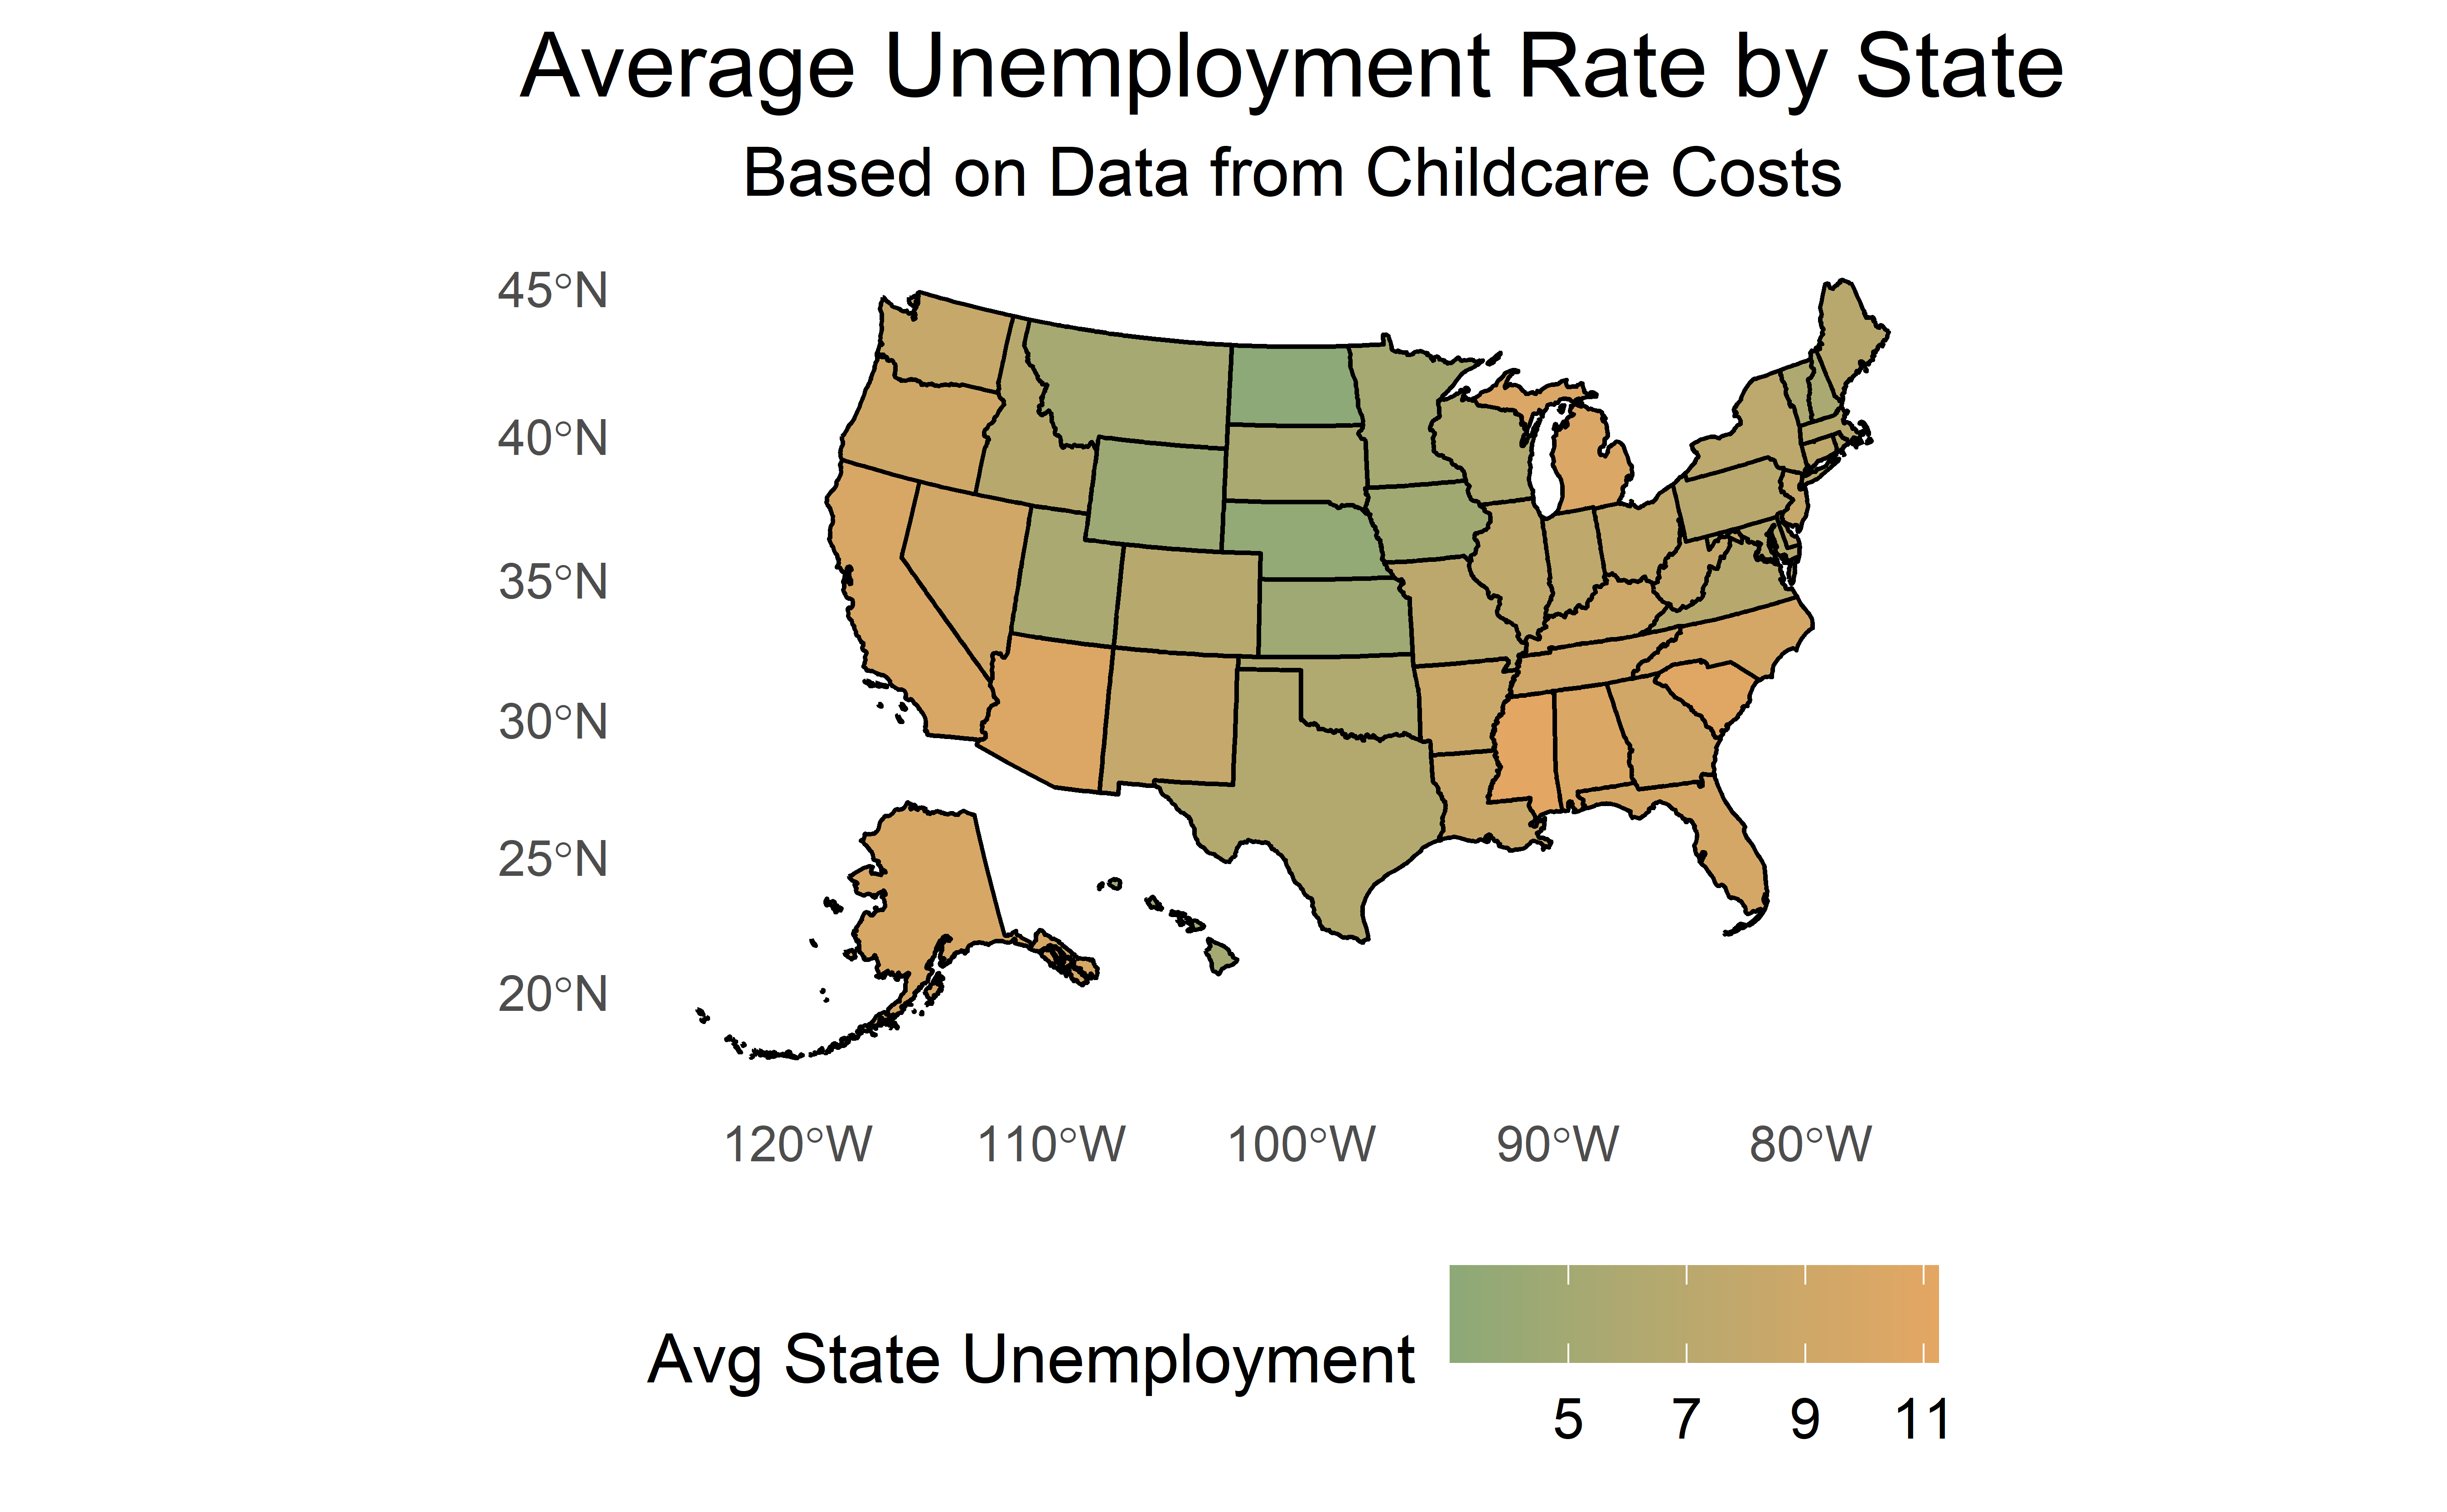 Average Unemployment Rate by State
Based on Data from Childcare Costs
45°N
40°N
35°N
30°N
25°N
20°N
120°W 110°W 100°W 90°W 80°W
Avg State Unemployment
5 7 9 11